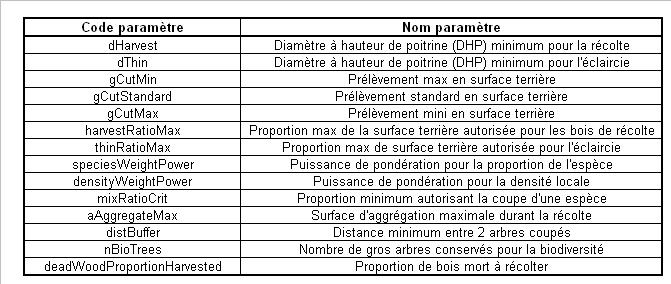 Code paramètre Nom paramètre
dHarvest Diamètre à hauteur de poitrine (DHP) minimum pour la récolte
dThin Diamètre à hauteur de poitrine (DHP) minimum pour l'éclaircie
gCutMin Prélèvement max en surface terrière
gCutStandard Prélèvement standard en surface terrière
gCutMax Prélèvement mini en surface terrière
harvestRatioMax Proportion max de la surface terrière autorisée pour les bois de récolte
thinRatioMax Proportion max de surface terrière autorisée pour l'éclaircie
speciesWeightPower Puissance de pondération pour la proportion de l'espèce
densityWeightPower Puissance de pondération pour la densité locale
mixRatioCrit Proportion minimum autorisant la coupe d'une espèce
aAggregateMax Surface d'aggrégation maximale durant la récolte
distBuffer Distance minimum entre 2 arbres coupés
nBioTrees Nombre de gros arbres conservés pour la biodiversité
deadWoodProportionHarvested Proportion de bois mort à récolter